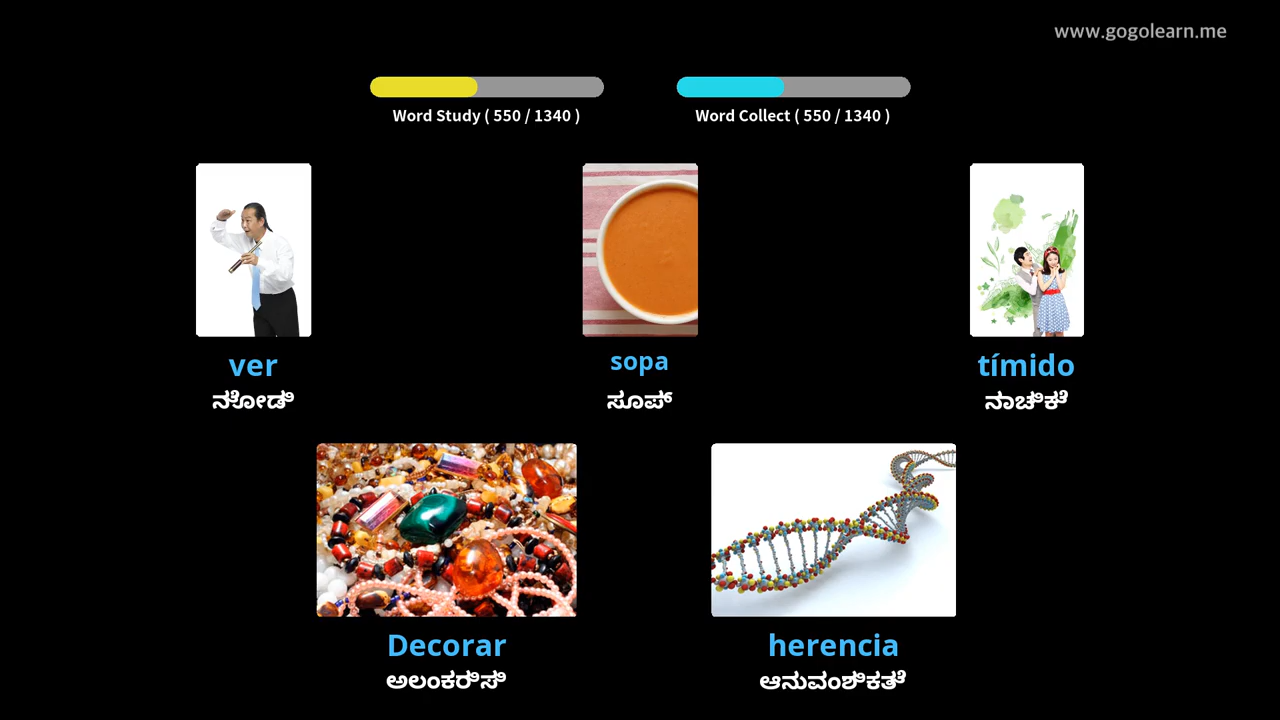 www.gogolearn.me
Word Study ( 550 / 1340 )
Word Collect ( 550 / 1340 )
ver
ನೋಡಿ
sopa
ಸೂಪ್
tímido
ನಾಚಿಕೆ
Decorar
ಅಲಂಕರಿಸಿ
herencia
ಆನುವಂಶಿಕತೆ